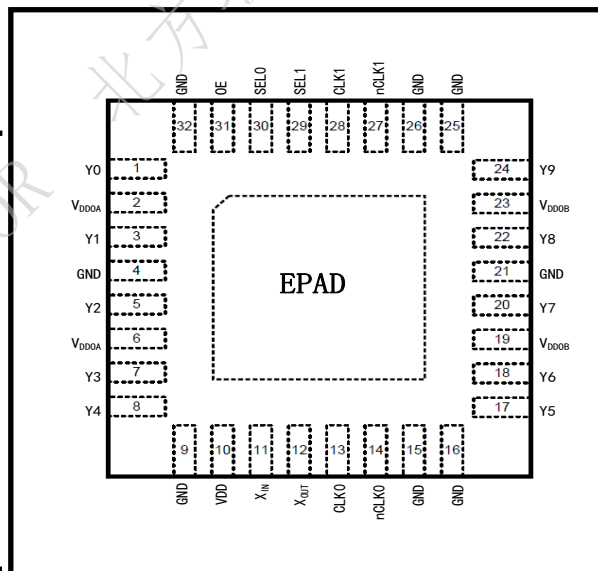 北方
OR
GND OE SEL0 SEL1 CLK1 nCLK1 GND GND
32 31 30 29 28 27 26 25
Y0 1 24 Y9
VDDOA 2 23 VDDOB
Y1 3 22 Y8
GND 4 21 GND
EPAD
Y2 5 20 Y7
VDDOA 6 19 VDDOB
Y3 7 18 Y6
Y4 8 17 Y5
9 10 11 12 13 14 15 16
GND VDD XIN XOUT CLK0 nCLK0 GND GND